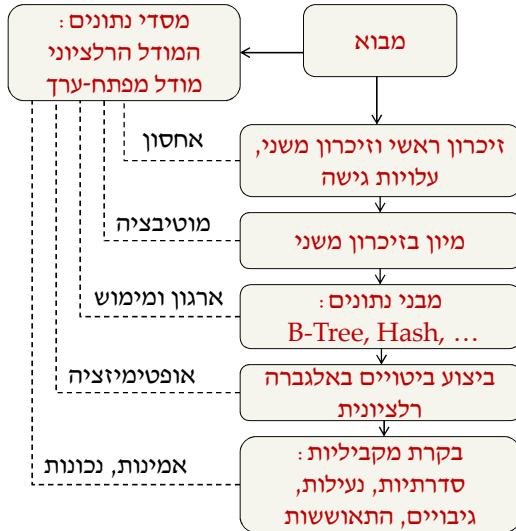 מבוא
מסדי נתונים:
המודל הרלציוני
מודל מפתח-ערך
אחסון
זיכרון ראשי וזיכרון משני,
עלויות גישה
מוטיבציה
מיון בזיכרון משני
ארגון ומימוש
מבני נתונים:
B-Tree, Hash, …
אופטימיזציה
ביצוע ביטויים באלגברה
רלציונית
אמינות, נכונות
בקרת מקביליות:
סדרתיות, נעילות,
גיבויים, התאוששות